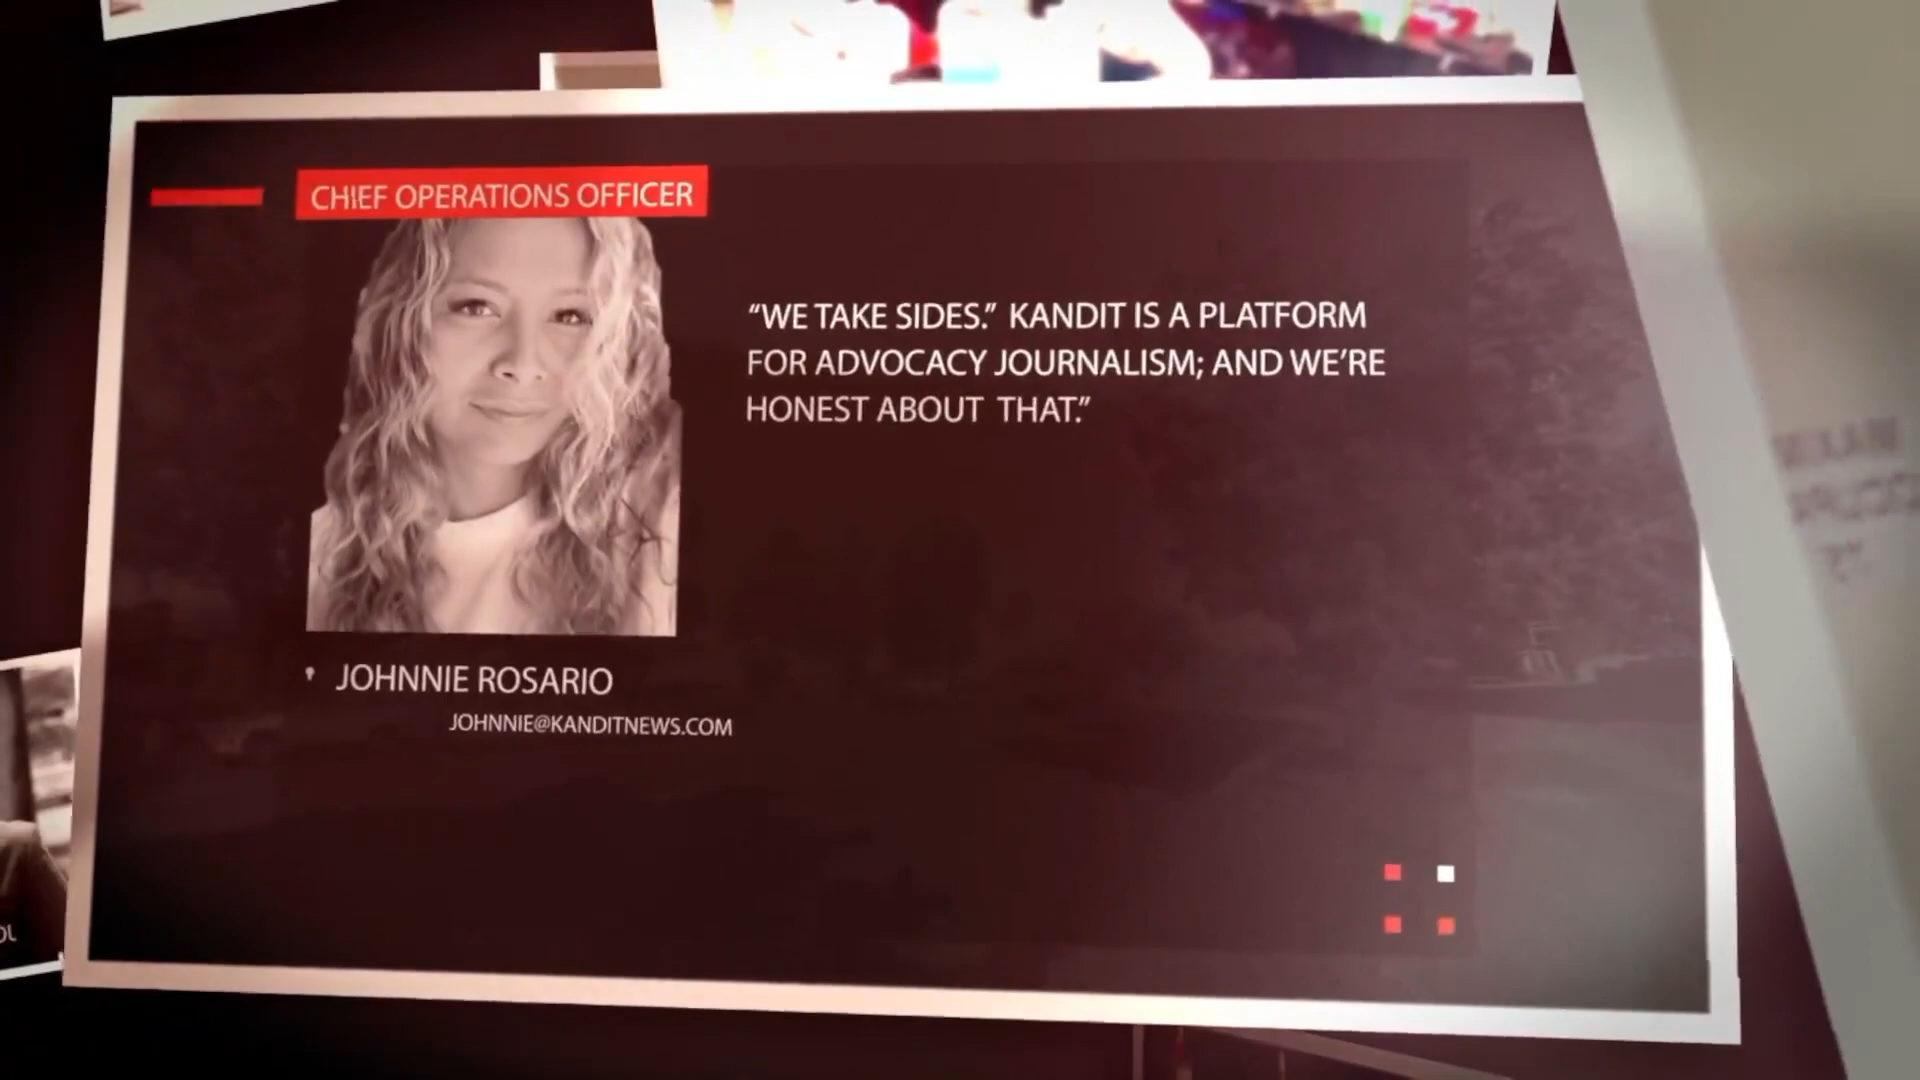 CHIEF OPERATIONS OFFICER
“WE TAKE SIDES.” KANDIT IS A PLATFORM
FOR ADVOCACY JOURNALISM; AND WE’RE
HONEST ABOUT THAT.”
JOHNNIE ROSARIO
JOHNNIE@KANDITNEWS.COM